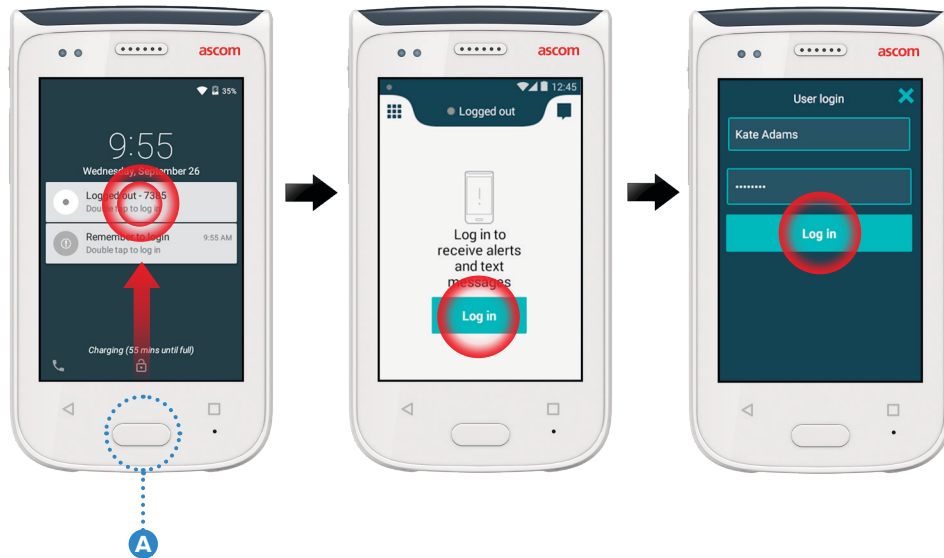 ascom
35%
9:55
Wednesday, September 26
Logged out - 7385
Double tap to log in
Remember to login
9:55 AM
Double tap to log in
Charging (55 mins until full)
A
ascom
12:45
Logged out
Log in to
receive alerts
and text
messages
Log in
ascom
User login
Kate Adams
••••••••
Log in